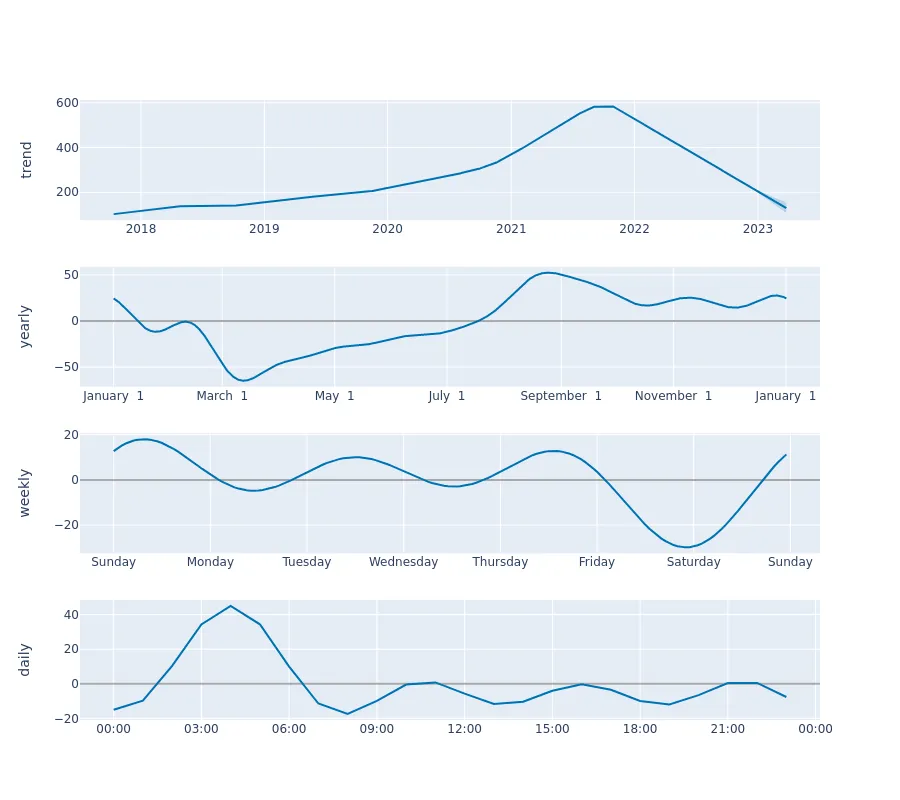 600
400
200
trend
2018 2019 2020 2021 2022 2023
50
0
−50
yearly
January 1 March 1 May 1 July 1 September 1 November 1 January 1
20
0
−20
weekly
Sunday Monday Tuesday Wednesday Thursday Friday Saturday Sunday
40
20
0
−20
daily
00:00 03:00 06:00 09:00 12:00 15:00 18:00 21:00 00:00